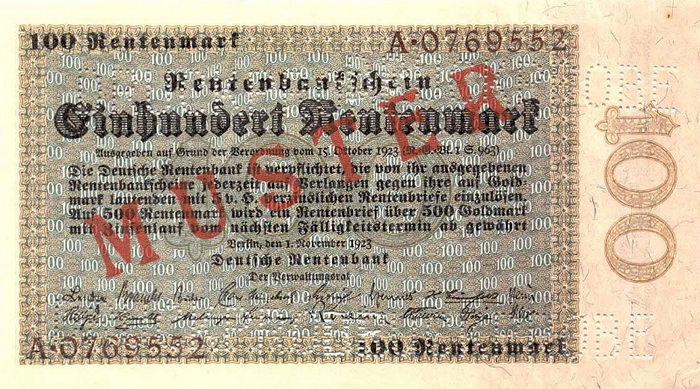 100 Rentenmark A·0769552
Rentenbankschein
Einhundert Rentenmark
Ausgegeben auf Grund der Verordnung vom 15. Oktober 1923 (R.-G.-Bl. I S. 963)
Die Deutsche Rentenbank ist verpflichtet, die von ihr ausgegebenen
Rentenbankscheine jederzeit auf Verlangen gegen ihre auf Gold-
mark lautenden mit 5 v. H. verzinslichen Rentenbriefe einzulösen.
Auf 500 Rentenmark wird ein Rentenbrief über 500 Goldmark
mit Zinsenlauf nächsten Fälligkeitstermin ab gewährt
Berlin, den 1. November 1923
Deutsche Rentenbank
Der Verwaltungsrat
A·0769552 100 Rentenmark
MUSTER
100